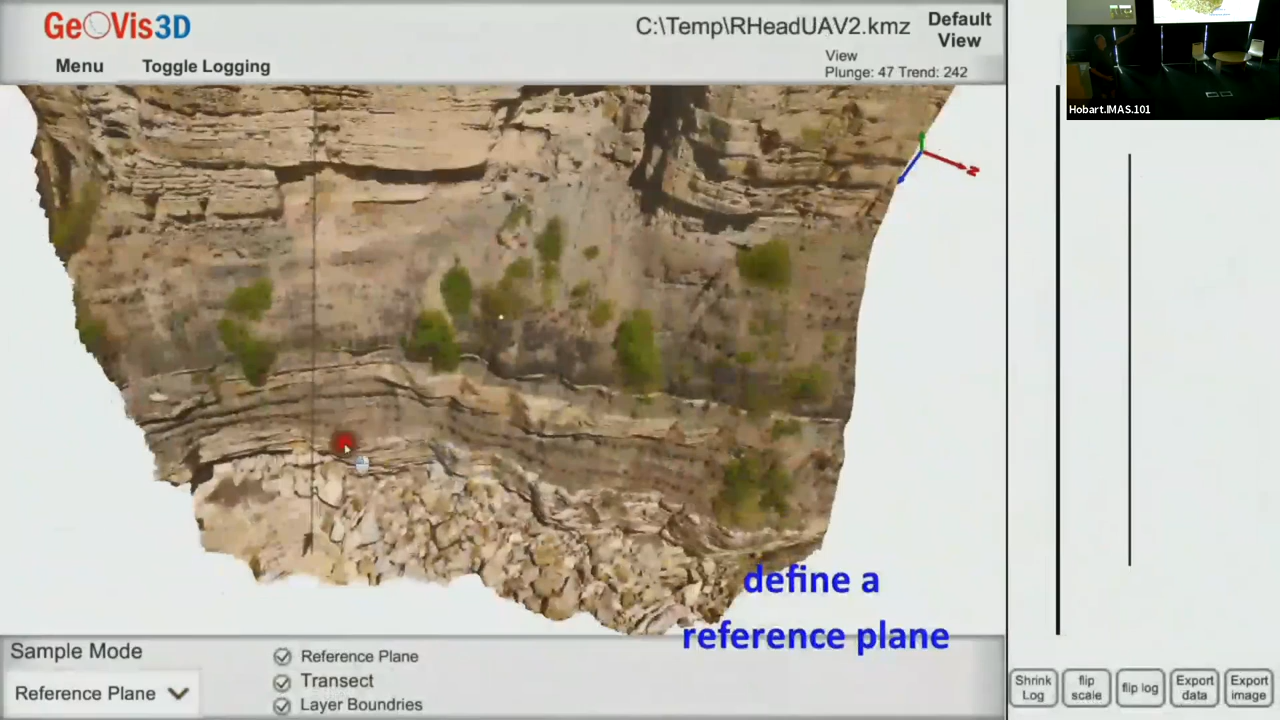 GeoVis3D
C:\Temp\RHeadUAV2.kmz
Default
View
Menu
Toggle Logging
View
Plunge: 47 Trend: 242
Hobart.IMAS.101
N
define a
reference plane
Sample Mode
Reference Plane
Reference Plane
Transect
Layer Boundries
Shrink
Log
flip
scale
flip log
Export
data
Export
image